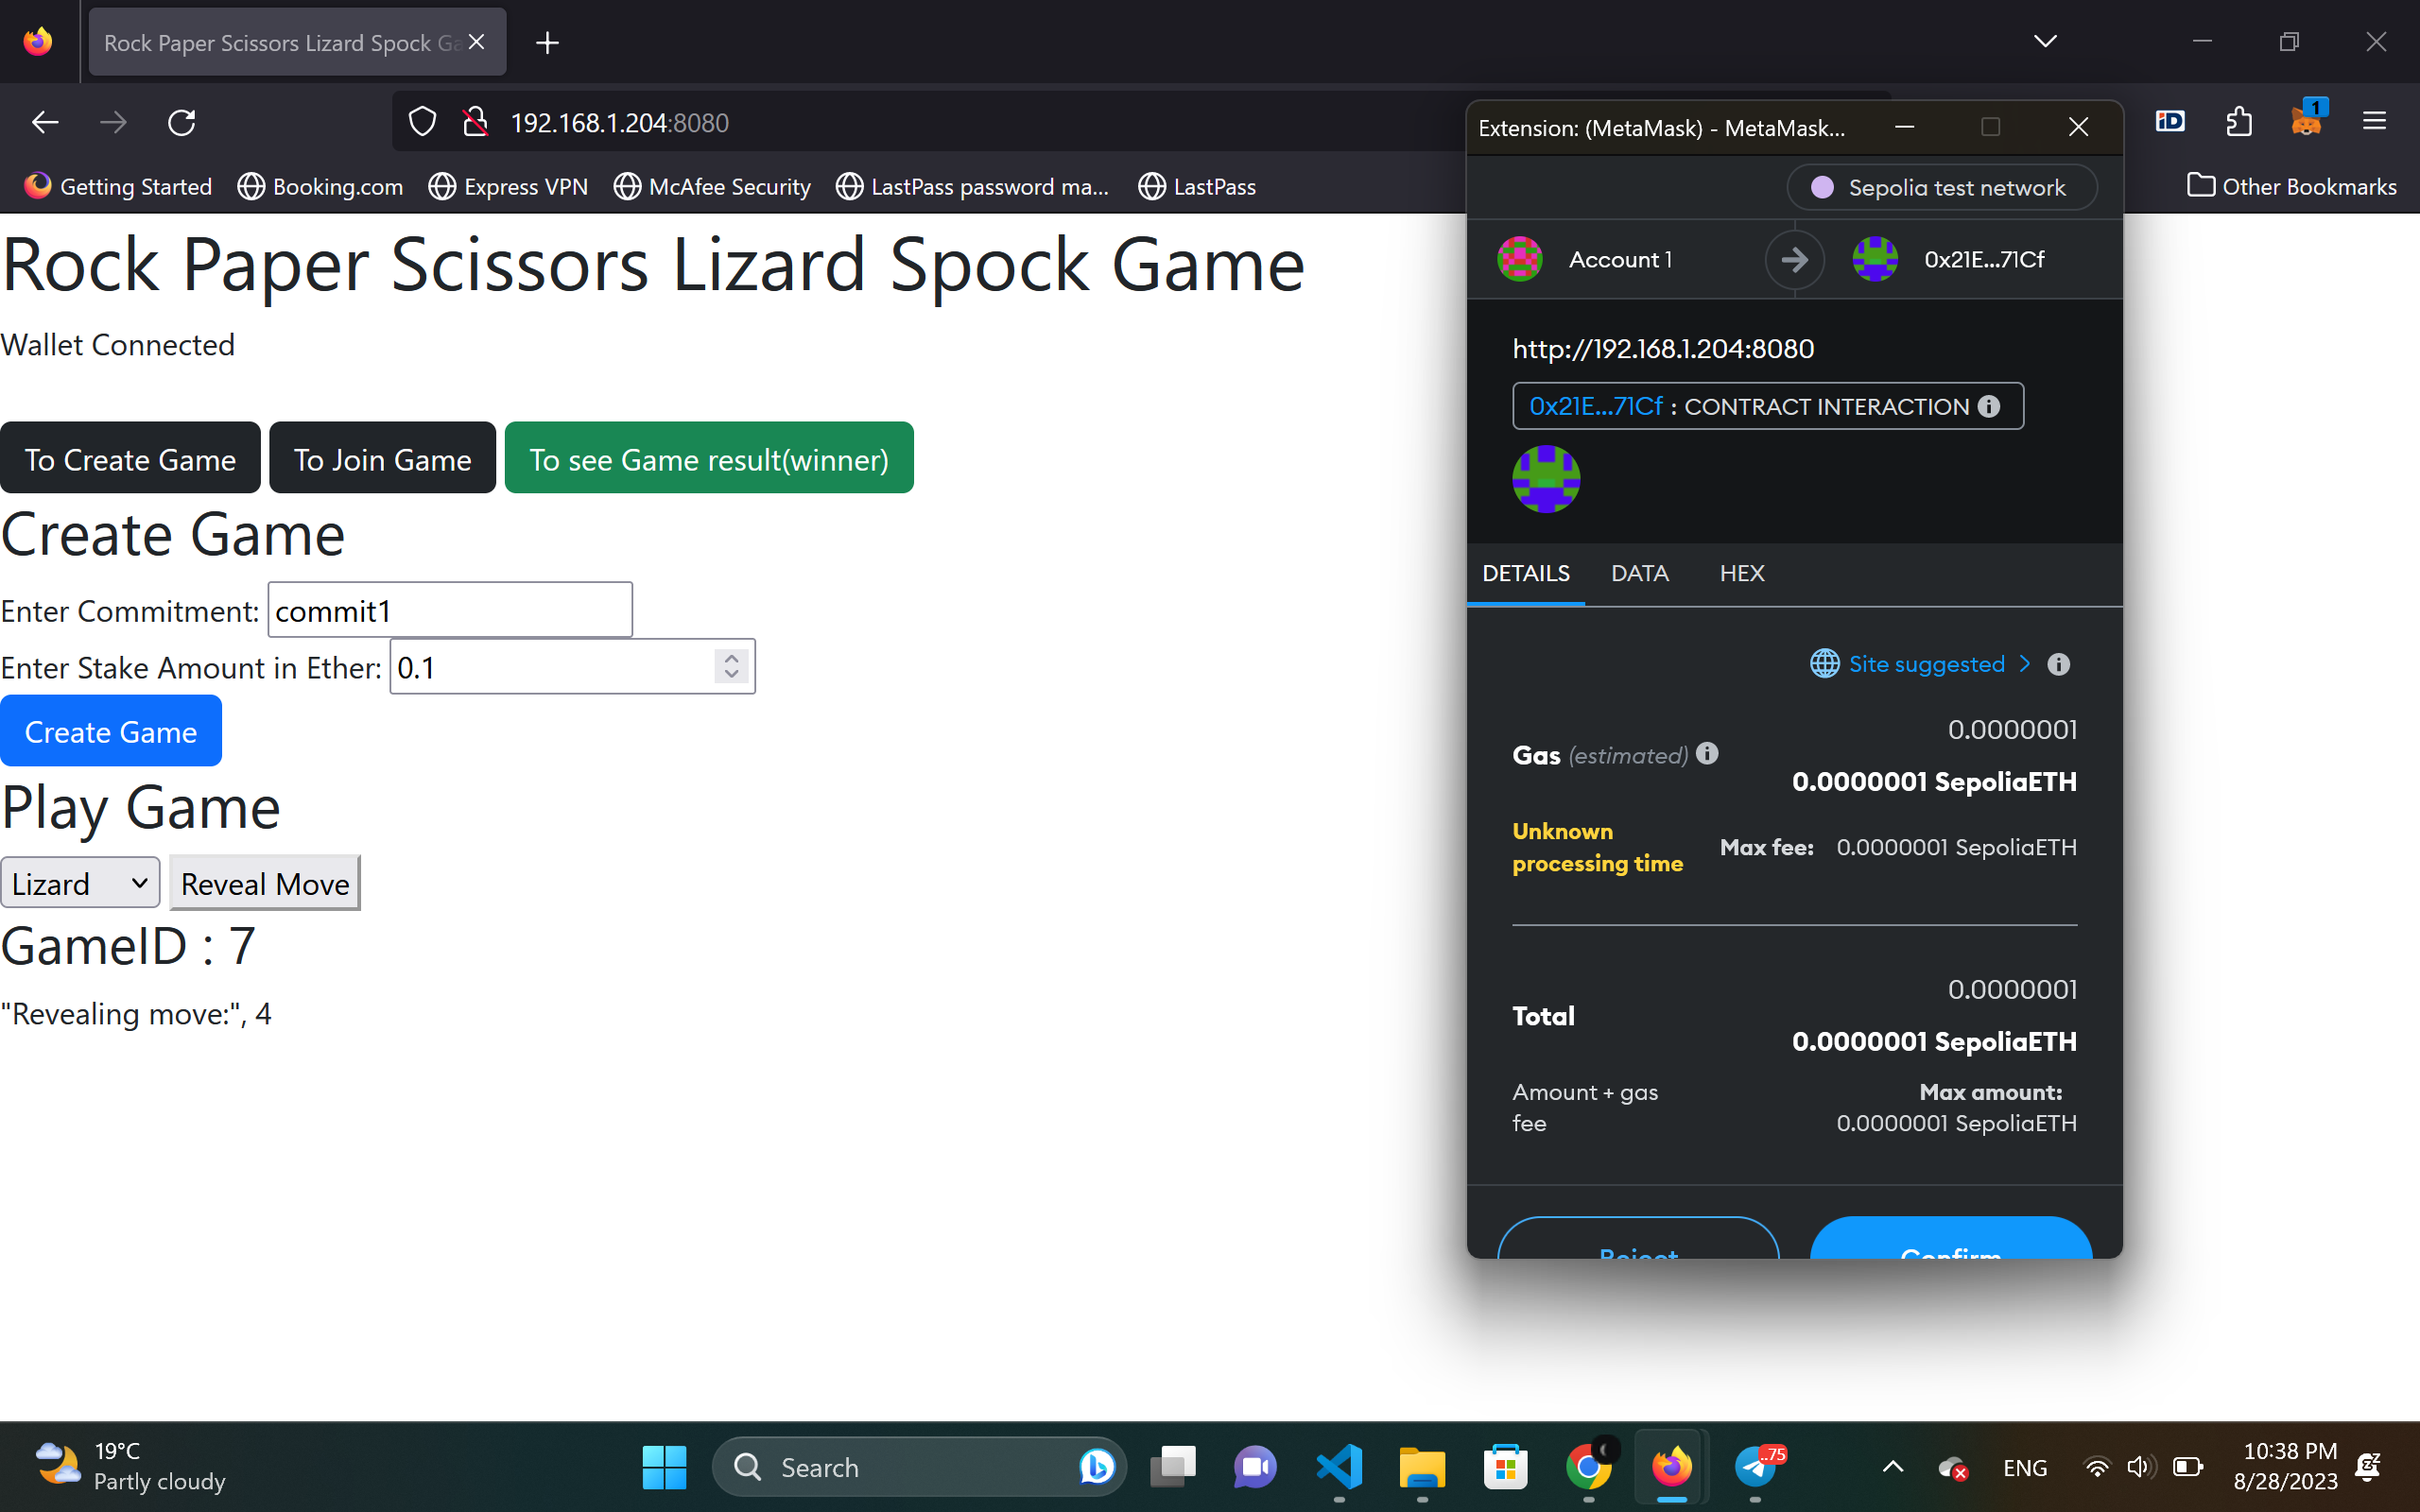 Rock Paper Scissors Lizard Spock Ga
192.168.1.204:8080
Getting Started
Booking.com
Express VPN
McAfee Security
LastPass password ma...
LastPass
Other Bookmarks
1
iD
Rock Paper Scissors Lizard Spock Game
Wallet Connected
To Create Game
To Join Game
To see Game result(winner)
Create Game
Enter Commitment: commit1
Enter Stake Amount in Ether: 0.1
Create Game
Play Game
Lizard
Reveal Move
GameID : 7
"Revealing move:", 4
Extension: (MetaMask) - MetaMask...
Sepolia test network
Account 1
0x21E...71Cf
http://192.168.1.204:8080
0x21E...71Cf : CONTRACT INTERACTION
DETAILS
DATA
HEX
Site suggested >
0.0000001
Gas (estimated)
0.0000001 SepoliaETH
Unknown processing time
Max fee: 0.0000001 SepoliaETH
0.0000001
Total
0.0000001 SepoliaETH
Amount + gas fee
Max amount:
0.0000001 SepoliaETH
Reject
Confirm
19°C
Partly cloudy
Search
..75
ENG
10:38 PM
8/28/2023